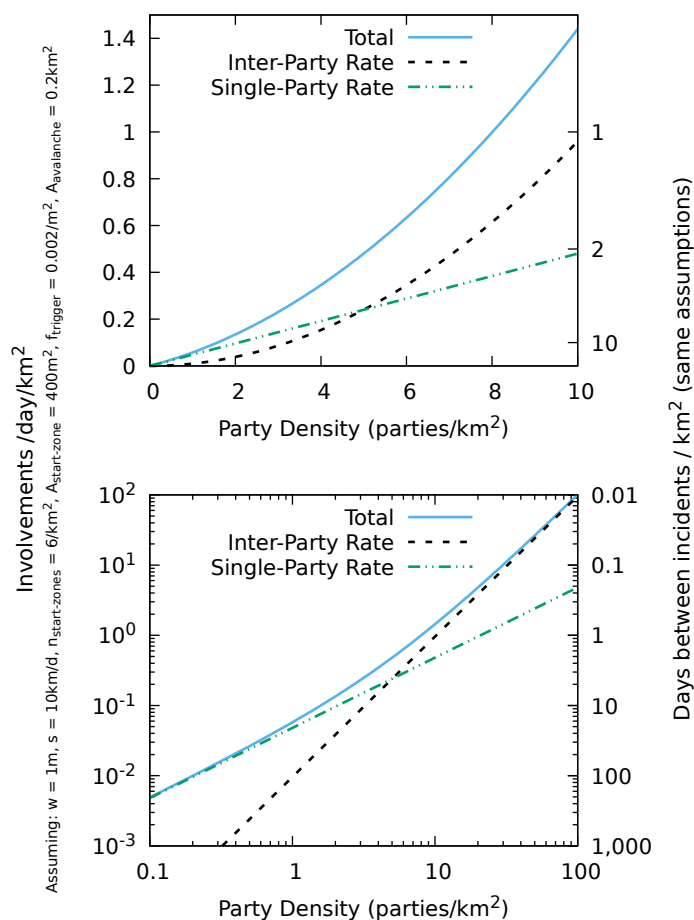 Involvements /day/km²
Assuming: w = 1m, s = 10km/d, n_start-zones = 6/km², A_start-zone = 400m², f_trigger = 0.002/m², A_avalanche = 0.2km²
Total
Inter-Party Rate
Single-Party Rate
1.4
1.2
1
0.8
0.6
0.4
0.2
0
1
2
10
0 2 4 6 8 10
Party Density (parties/km²)
Total
Inter-Party Rate
Single-Party Rate
10²
10¹
10⁰
10⁻¹
10⁻²
10⁻³
0.01
0.1
1
10
100
1,000
0.1 1 10 100
Party Density (parties/km²)
Days between incidents / km² (same assumptions)